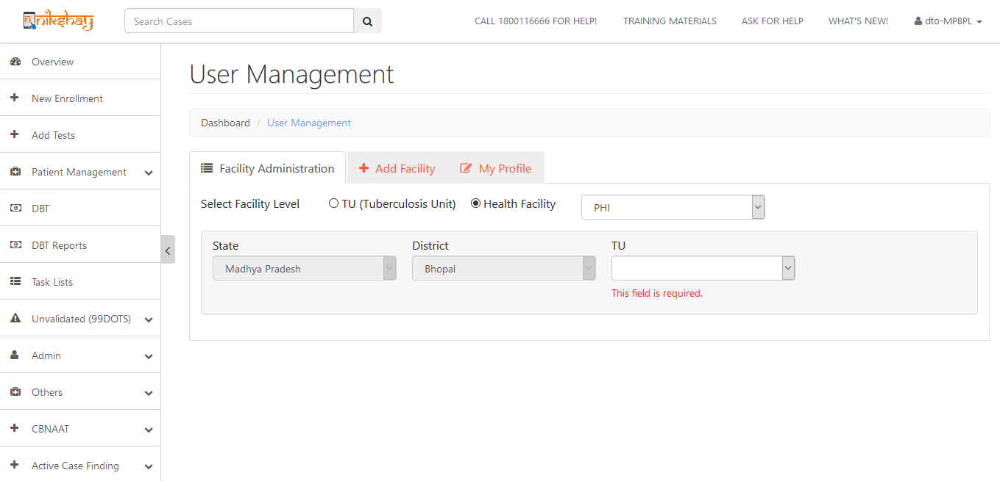 nikshay
Search Cases
CALL 1800116666 FOR HELP!
TRAINING MATERIALS
ASK FOR HELP
WHAT'S NEW!
dto-MPBPL
Overview
New Enrollment
Add Tests
Patient Management
DBT
DBT Reports
Task Lists
Unvalidated (99DOTS)
Admin
Others
CBNAAT
Active Case Finding
User Management
Dashboard / User Management
Facility Administration
Add Facility
My Profile
Select Facility Level
TU (Tuberculosis Unit)
Health Facility
PHI
State
Madhya Pradesh
District
Bhopal
TU
This field is required.